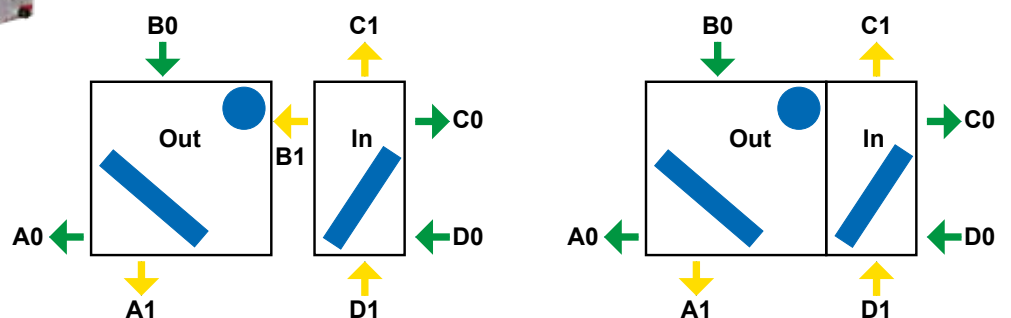 B0 C1 B0 C1
Out In C0 Out In C0
B1
A0 D0 A0 D0
A1 D1 A1 D1